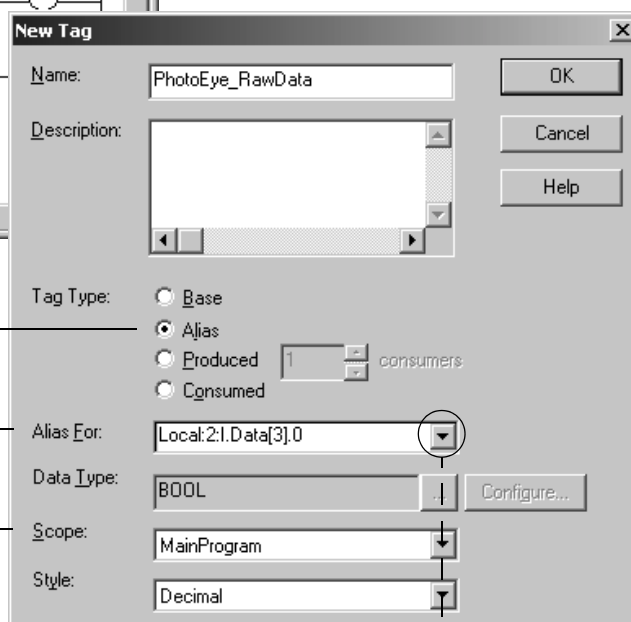 New Tag
Name: PhotoEye_RawData OK
Description: Cancel
Help
Tag Type: Base
Alias
Produced 1 consumers
Consumed
Alias For: Local:2:I.Data[3].0
Data Type: BOOL ... Configure...
Scope: MainProgram
Style: Decimal